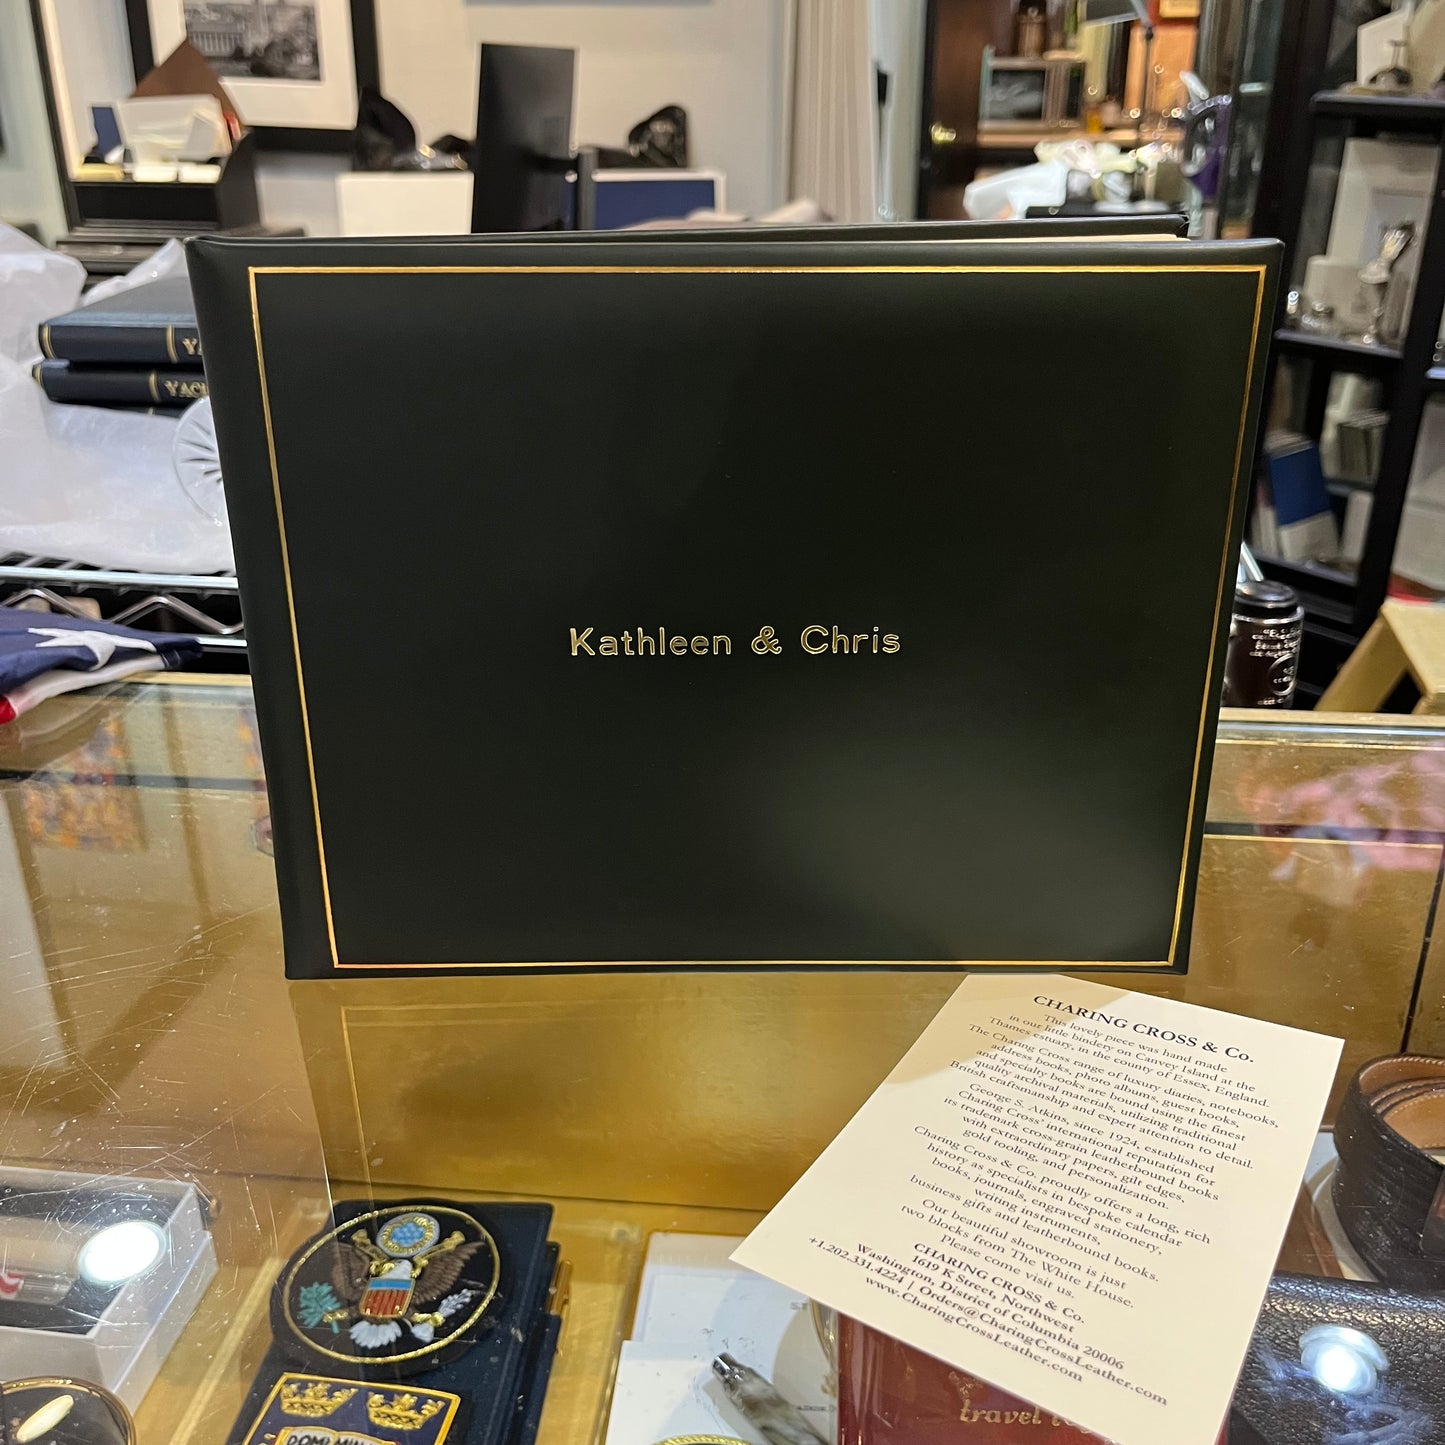 YAC
Kathleen & Chris
CHARING CROSS & Co.
This lovely piece was hand made
in our little bindery on Canvey Island at the
Thames estuary, in the county of Essex, England.
The Charing Cross range of luxury diaries, notebooks,
address books, photo albums, guest books,
and specialty books are bound using the finest
quality archival materials, utilizing traditional
British craftsmanship and expert attention to detail.
George S. Atkins, since 1924, established
Charing Cross' international reputation for
its trademark cross-grain leatherbound books
with extraordinary papers, gilt edges,
gold tooling, and personalization.
Charing Cross & Co. proudly offers a long, rich
history as specialists in bespoke calendar
books, journals, engraved stationery,
writing instruments,
business gifts and leatherbound books.
Our beautiful showroom is just
two blocks from The White House.
Please come visit us.
CHARING CROSS & Co.
1619 K Street, Northwest
Washington, District of Columbia 20006
+1.202.331.4224 / Orders@CharingCrossLeather.com
www.CharingCrossLeather.com
travel